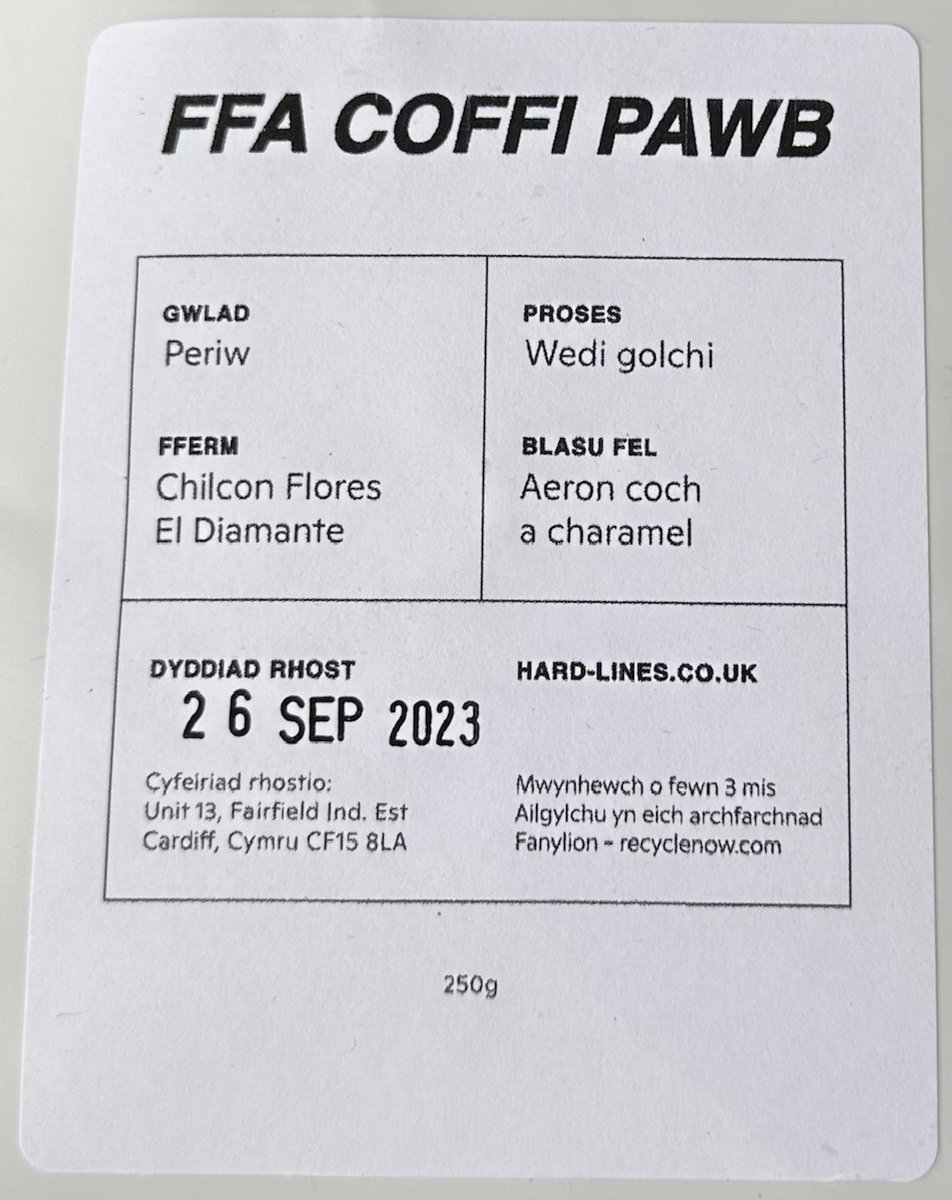 FFA COFFI PAWB
GWLAD
Periw
PROSES
Wedi golchi
FFERM
Chilcon Flores
El Diamante
BLASU FEL
Aeron coch
a charamel
DYDDIAD RHOST
26 SEP 2023
Cyfeiriad rhostio:
Unit 13, Fairfield Ind. Est
Cardiff, Cymru CF15 8LA
HARD-LINES.CO.UK
Mwynhewch o fewn 3 mis
Ailgylchu yn eich archfarchnad
Fanylion - recyclenow.com
250g